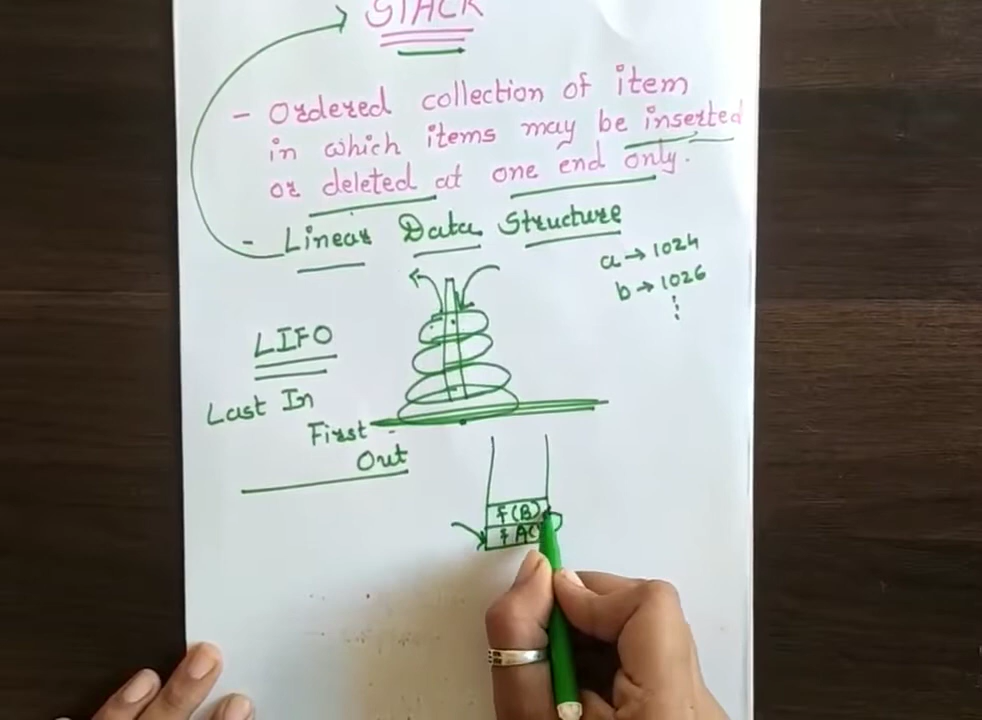 STACK
- Ordered collection of item
in which items may be inserted
or deleted at one end only.
- Linear Data Structure
a → 1024
b → 1026
⋮
LIFO
Last In
First
Out
f(B)
f A(